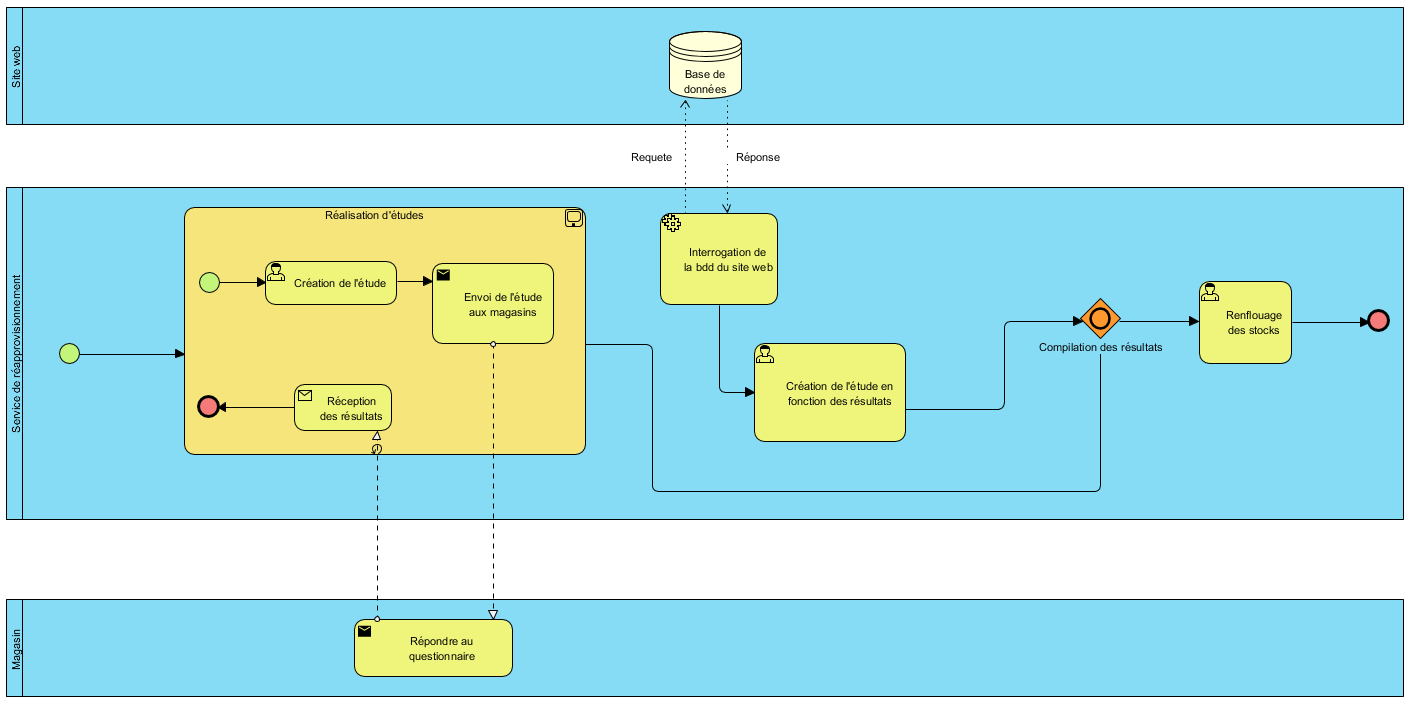 Site web
Base de
données
Requete
Réponse
Service de réapprovisionnement
Réalisation d'études
Création de l'étude
Envoi de l'étude
aux magasins
Réception
des résultats
Interrogation de
la bdd du site web
Création de l'étude en
fonction des résultats
Compilation des résultats
Renflouage
des stocks
Magasin
Répondre au
questionnaire